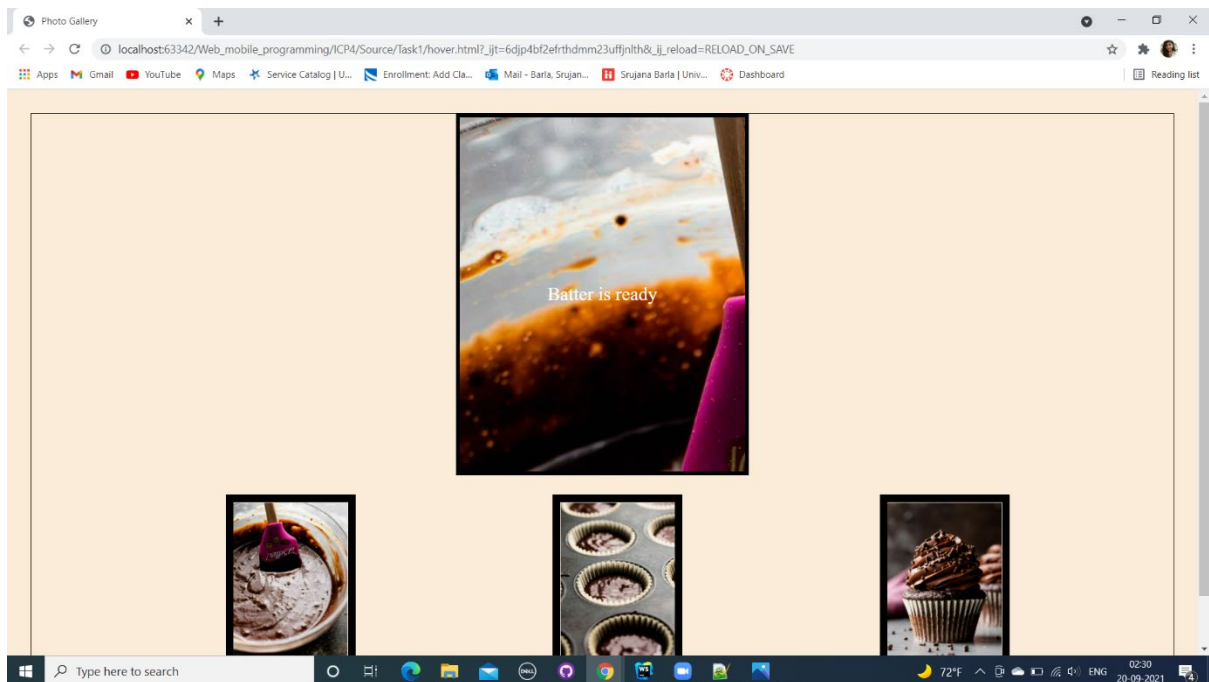 Photo Gallery
localhost:63342/Web_mobile_programming/ICP4/Source/Task1/hover.html?_ijt=6djp4bf2efrthdmm23uffjnlth&_ij_reload=RELOAD_ON_SAVE
Apps Gmail YouTube Maps Service Catalog | U... Enrollment: Add Cla... Mail - Barla, Srujan... Srujana Barla | Univ... Dashboard Reading list
Batter is ready
Type here to search
72°F ENG 02:30
20-09-2021